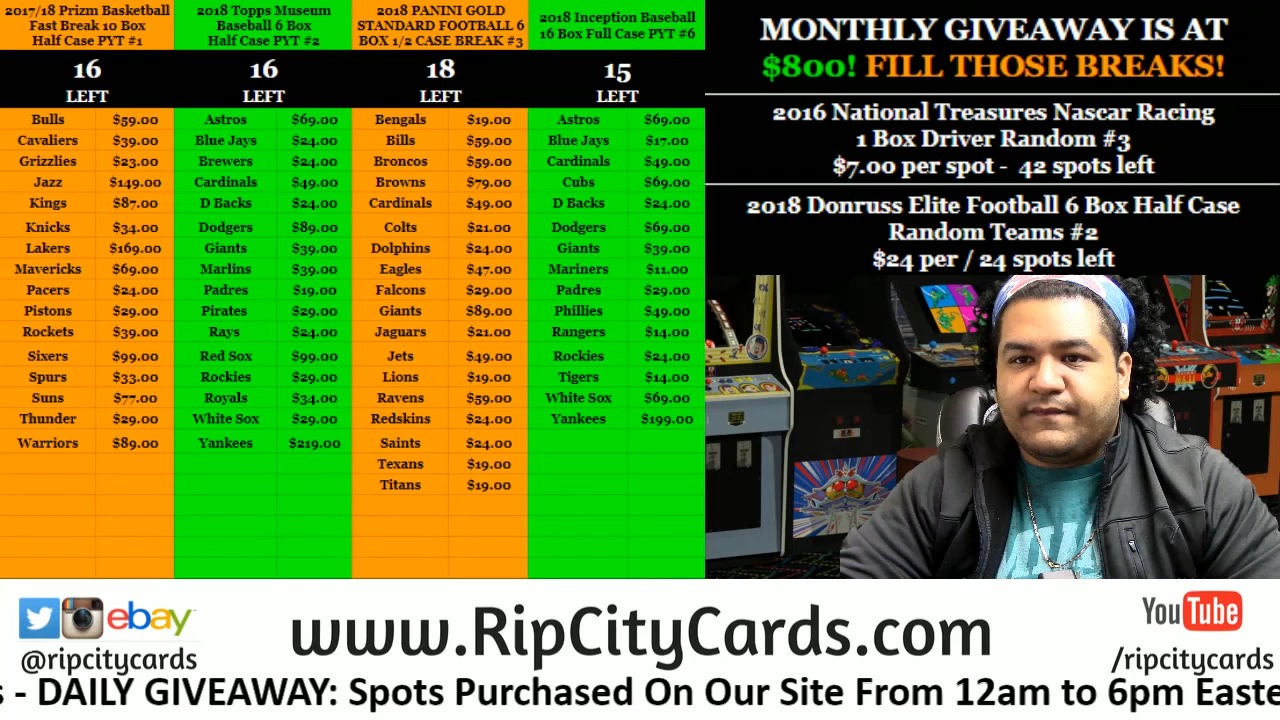 2017/18 Prizm Basketball
Fast Break 10 Box
Half Case PYT #1
16
LEFT
Bulls $59.00
Cavaliers $39.00
Grizzlies $23.00
Jazz $149.00
Kings $87.00
Knicks $34.00
Lakers $169.00
Mavericks $69.00
Pacers $24.00
Pistons $29.00
Rockets $39.00
Sixers $99.00
Spurs $33.00
Suns $77.00
Thunder $29.00
Warriors $89.00
2018 Topps Museum
Baseball 6 Box
Half Case PYT #2
16
LEFT
Astros $69.00
Blue Jays $24.00
Brewers $24.00
Cardinals $49.00
D Backs $24.00
Dodgers $89.00
Giants $39.00
Marlins $39.00
Padres $19.00
Pirates $29.00
Rays $24.00
Red Sox $99.00
Rockies $29.00
Royals $34.00
White Sox $29.00
Yankees $219.00
2018 PANINI GOLD
STANDARD FOOTBALL 6
BOX 1/2 CASE BREAK #3
18
LEFT
Bengals $19.00
Bills $59.00
Broncos $59.00
Browns $79.00
Cardinals $49.00
Colts $21.00
Dolphins $24.00
Eagles $47.00
Falcons $29.00
Giants $89.00
Jaguars $21.00
Jets $49.00
Lions $19.00
Ravens $59.00
Redskins $24.00
Saints $24.00
Texans $19.00
Titans $19.00
2018 Inception Baseball
16 Box Full Case PYT #6
15
LEFT
Astros $69.00
Blue Jays $17.00
Cardinals $49.00
Cubs $69.00
D Backs $24.00
Dodgers $69.00
Giants $39.00
Mariners $11.00
Padres $29.00
Phillies $49.00
Rangers $14.00
Rockies $24.00
Tigers $14.00
White Sox $69.00
Yankees $199.00
MONTHLY GIVEAWAY IS AT
$800! FILL THOSE BREAKS!
2016 National Treasures Nascar Racing
1 Box Driver Random #3
$7.00 per spot - 42 spots left
2018 Donruss Elite Football 6 Box Half Case
Random Teams #2
$24 per / 24 spots left
ebay
@ripcitycards
www.RipCityCards.com
You Tube
/ripcitycards
s - DAILY GIVEAWAY: Spots Purchased On Our Site From 12am to 6pm Easte